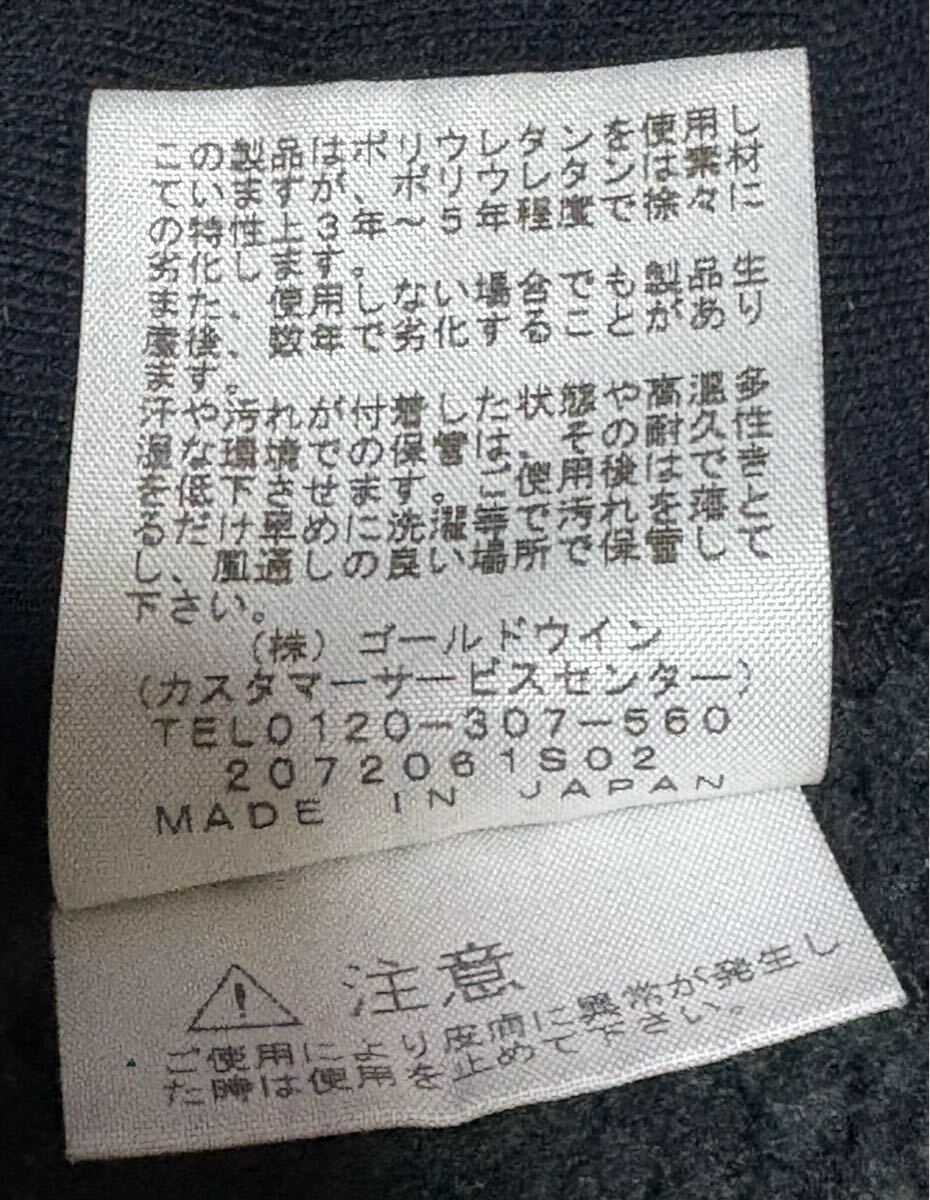 この製品はポリウレタンを使用し
ています が、ポリウレタンは素材
の特性上 3年~5年程度で徐々に
劣化します。
また、使用しない場合でも製品生
産後、数年で劣化することがあり
ます。
汗や汚れが付着した状態や高温多
湿な環境での保管は、その耐久性
を低下させます。ご使用後はでき
るだけ単めに洗濯等で汚れを落とし、
風通しの良い場所で保管して
下さい。
(株)ゴールドウイン
(カスタマーサービスセンター)
TEL0120-307-560
2072061S02
MADE IN JAPAN
注意
ご使用により皮膚に異常が発生し
た時は使用を止めて下さい。